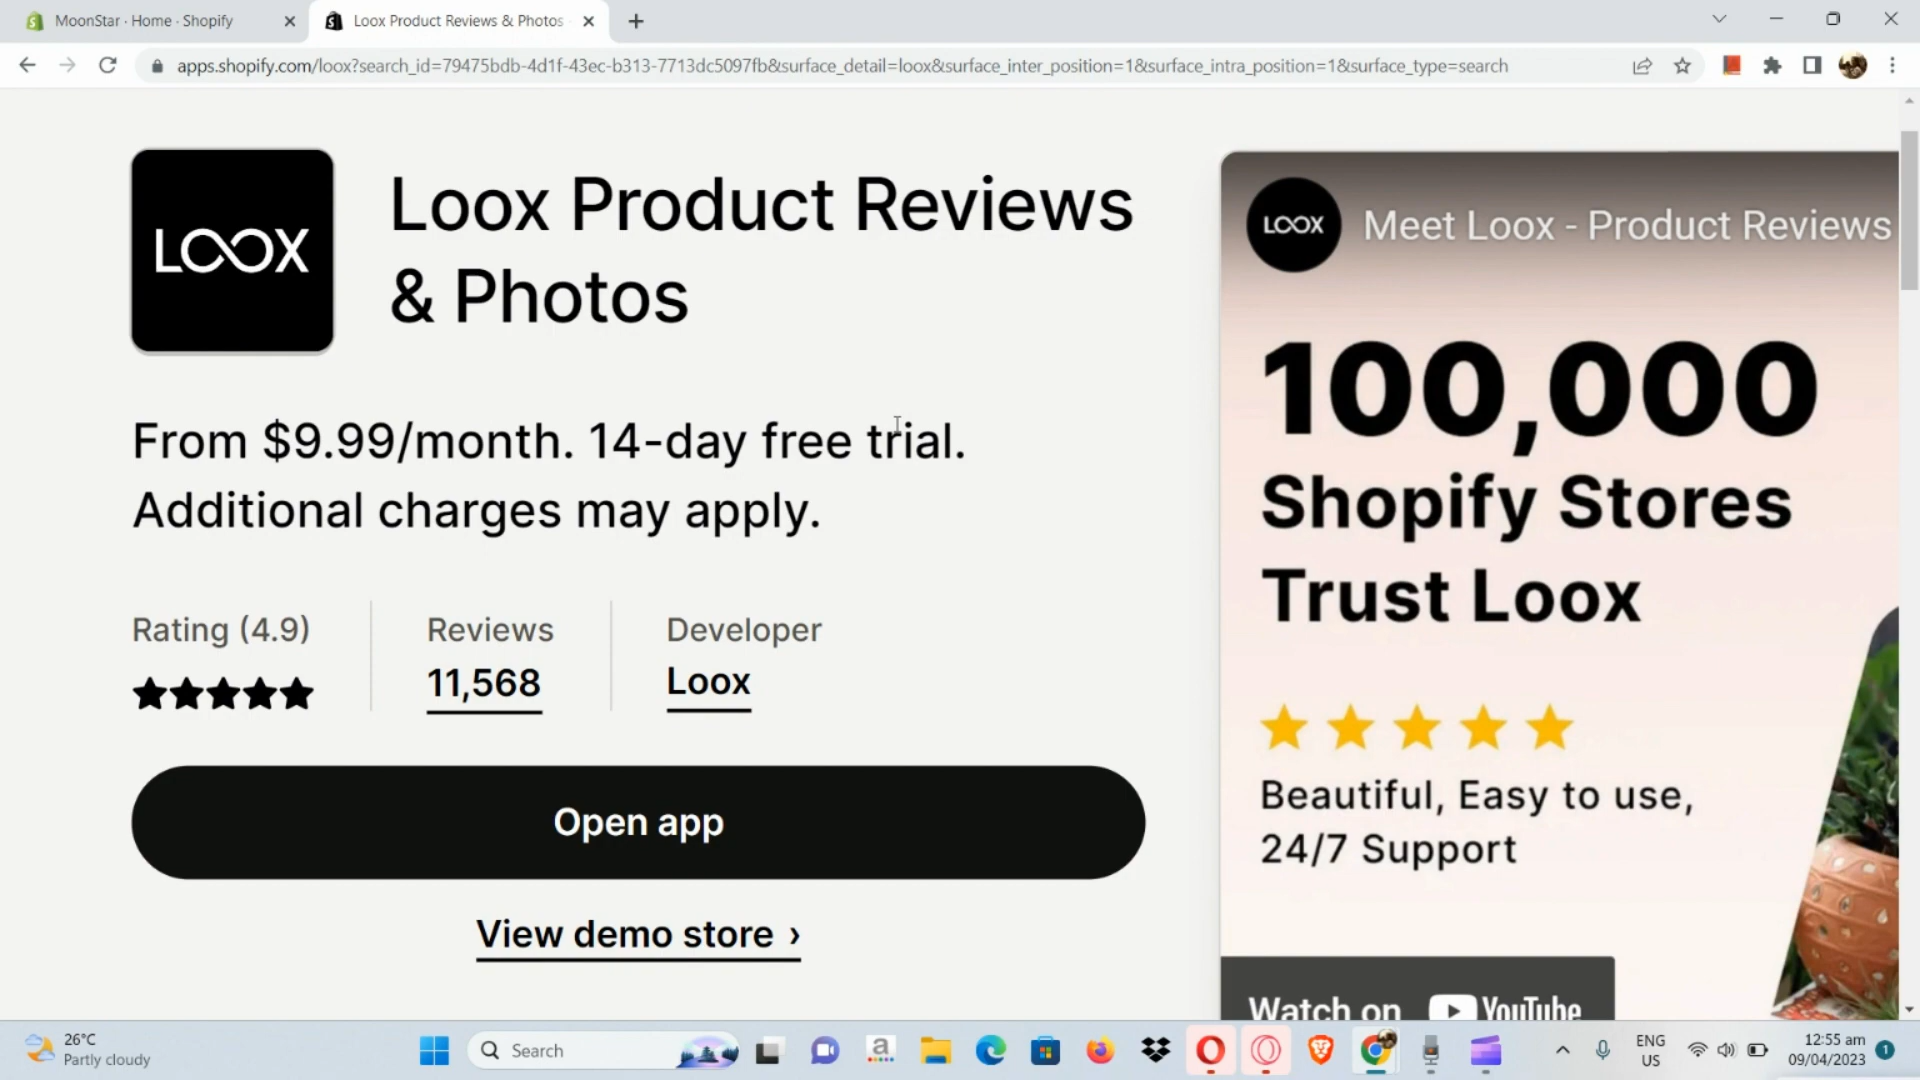 MoonStar · Home · Shopify
Loox Product Reviews & Photos
apps.shopify.com/loox?search_id=79475bdb-4d1f-43ec-b313-7713dc5097fb&surface_detail=loox&surface_inter_position=1&surface_intra_position=1&surface_type=search
LOOX
Loox Product Reviews
& Photos
From $9.99/month. 14-day free trial.
Additional charges may apply.
Rating (4.9)
Reviews
11,568
Developer
Loox
Open app
View demo store ›
LOOX
Meet Loox - Product Reviews
100,000
Shopify Stores
Trust Loox
Beautiful, Easy to use,
24/7 Support
Watch on YouTube
26°C
Partly cloudy
Search
a
ENG
US
12:55 am
09/04/2023
1